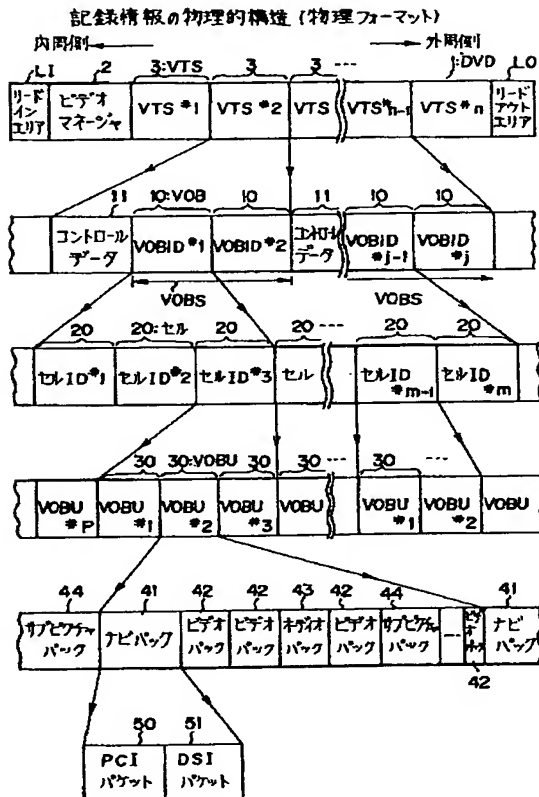 記録情報の物理的構造(物理フォーマット)
内周側 --- 外周側
LI 2 3:VTS 3 3 1:DVD LO
リード
イン
エリア
ビデオ
マネージャ
VTS#1
VTS#2
VTS
VTS#n-1
VTS#n
リード
アウト
エリア
11 10:VOB 10 11 10 10
コントロール
データ
VOBID#1
VOBID#2
コントロール
データ
VOBID
#j-1
VOBID
#j
VOBS VOBS
20 20:セル 20 20--- 20 20
セルID#1
セルID#2
セルID#3
セル
セルID
#m-1
セルID
#m
30 30:VOBU 30 30 --- 30 ---
VOBU
#P
VOBU
#1
VOBU
#2
VOBU
#3
VOBU
VOBU
#1
VOBU
#2
VOBU
44 41 42 42 43 42 44 41
サブピクチャ
パック
ナビパック
ビデオ
パック
ビデオ
パック
オーディオ
パック
ビデオ
パック
サブピクチャ
パック
---
ビデオ
パック
ナビ
パック
42
50 51
PCI
パケット
DSI
パケット